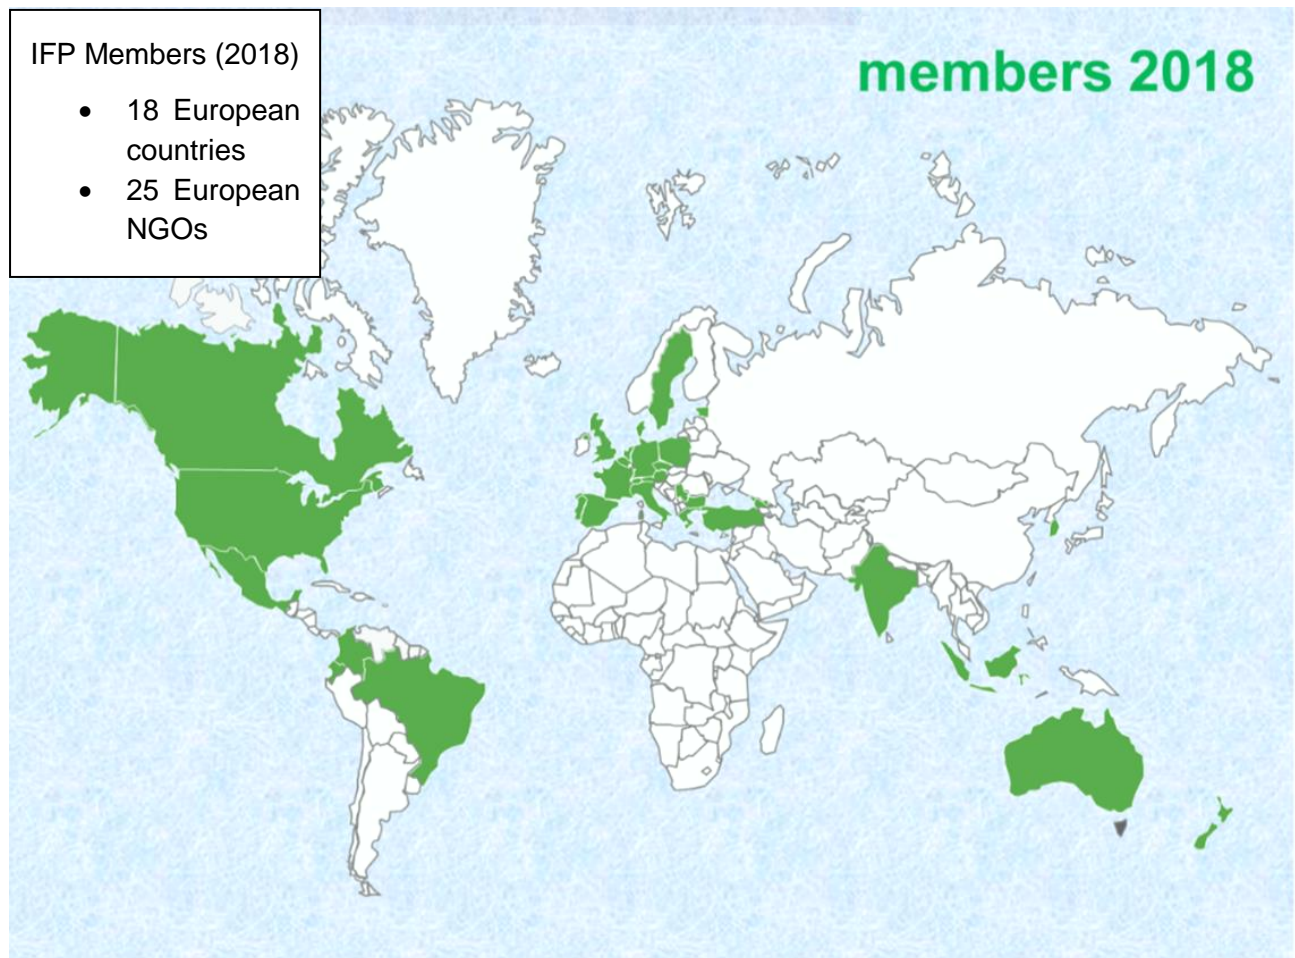 IFP Members (2018)
• 18 European
countries
• 25 European
NGOs
members 2018